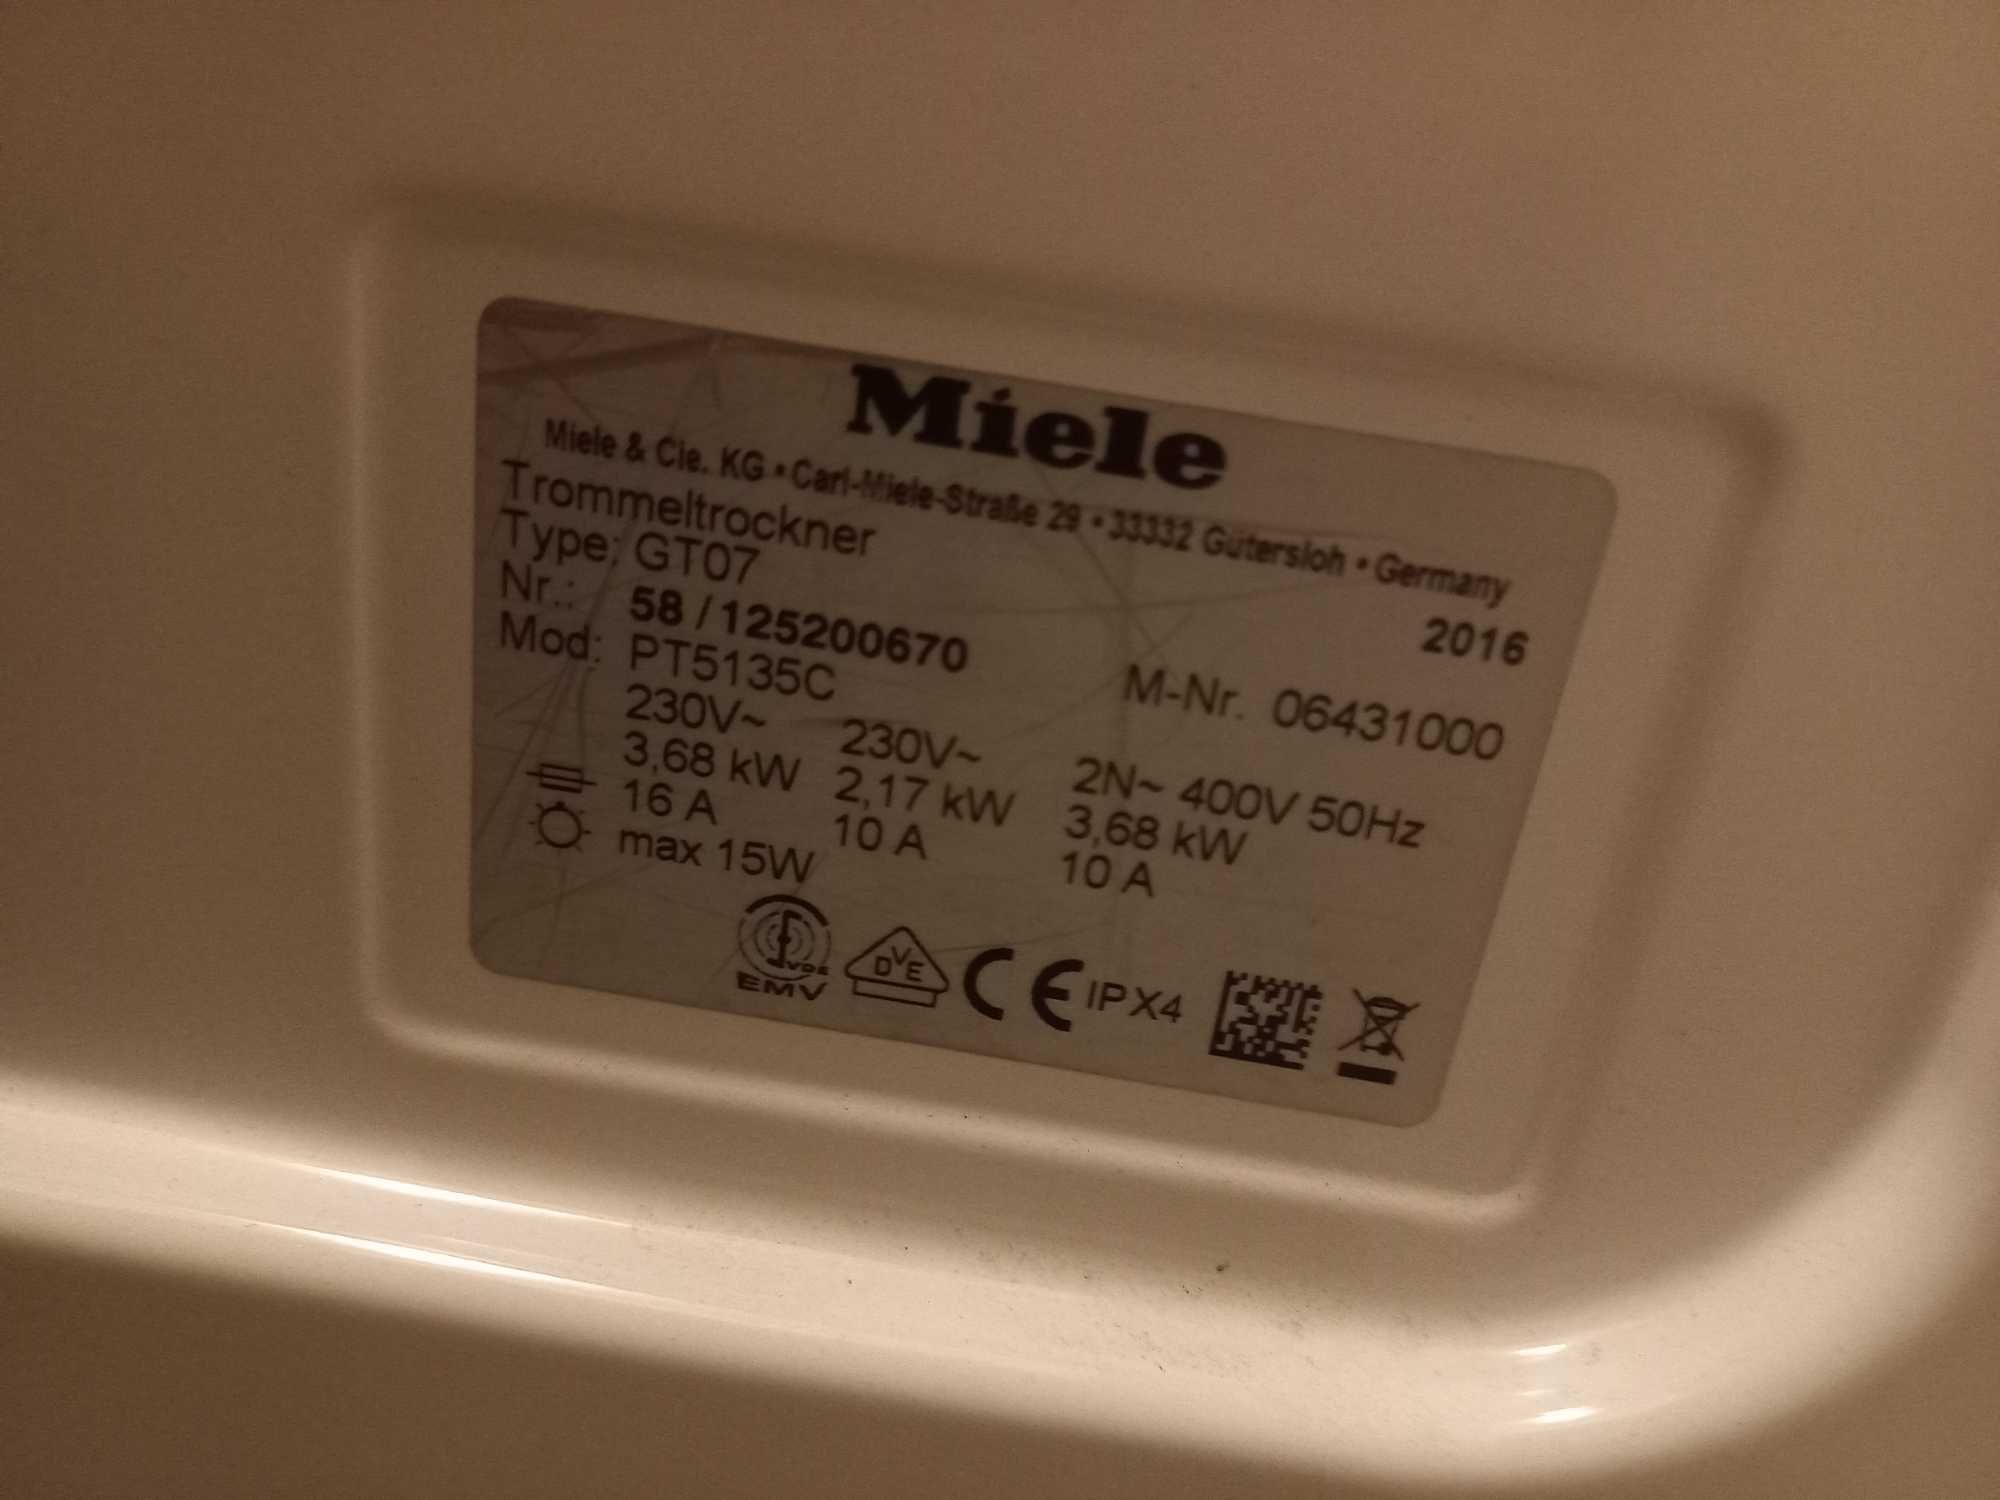 Miele
Miele & Cie. KG • Carl-Miele-Straße 29 • 33332 Gütersloh • Germany
Trommeltrockner
Type: GT07 2016
Nr.: 58 / 125200670 M-Nr. 06431000
Mod: PT5135C
230V~ 230V~ 2N~ 400V 50Hz
3,68 kW 2,17 kW 3,68 kW
16 A 10 A 10 A
max 15W
VDE
EMV
DVE
CE IPX4